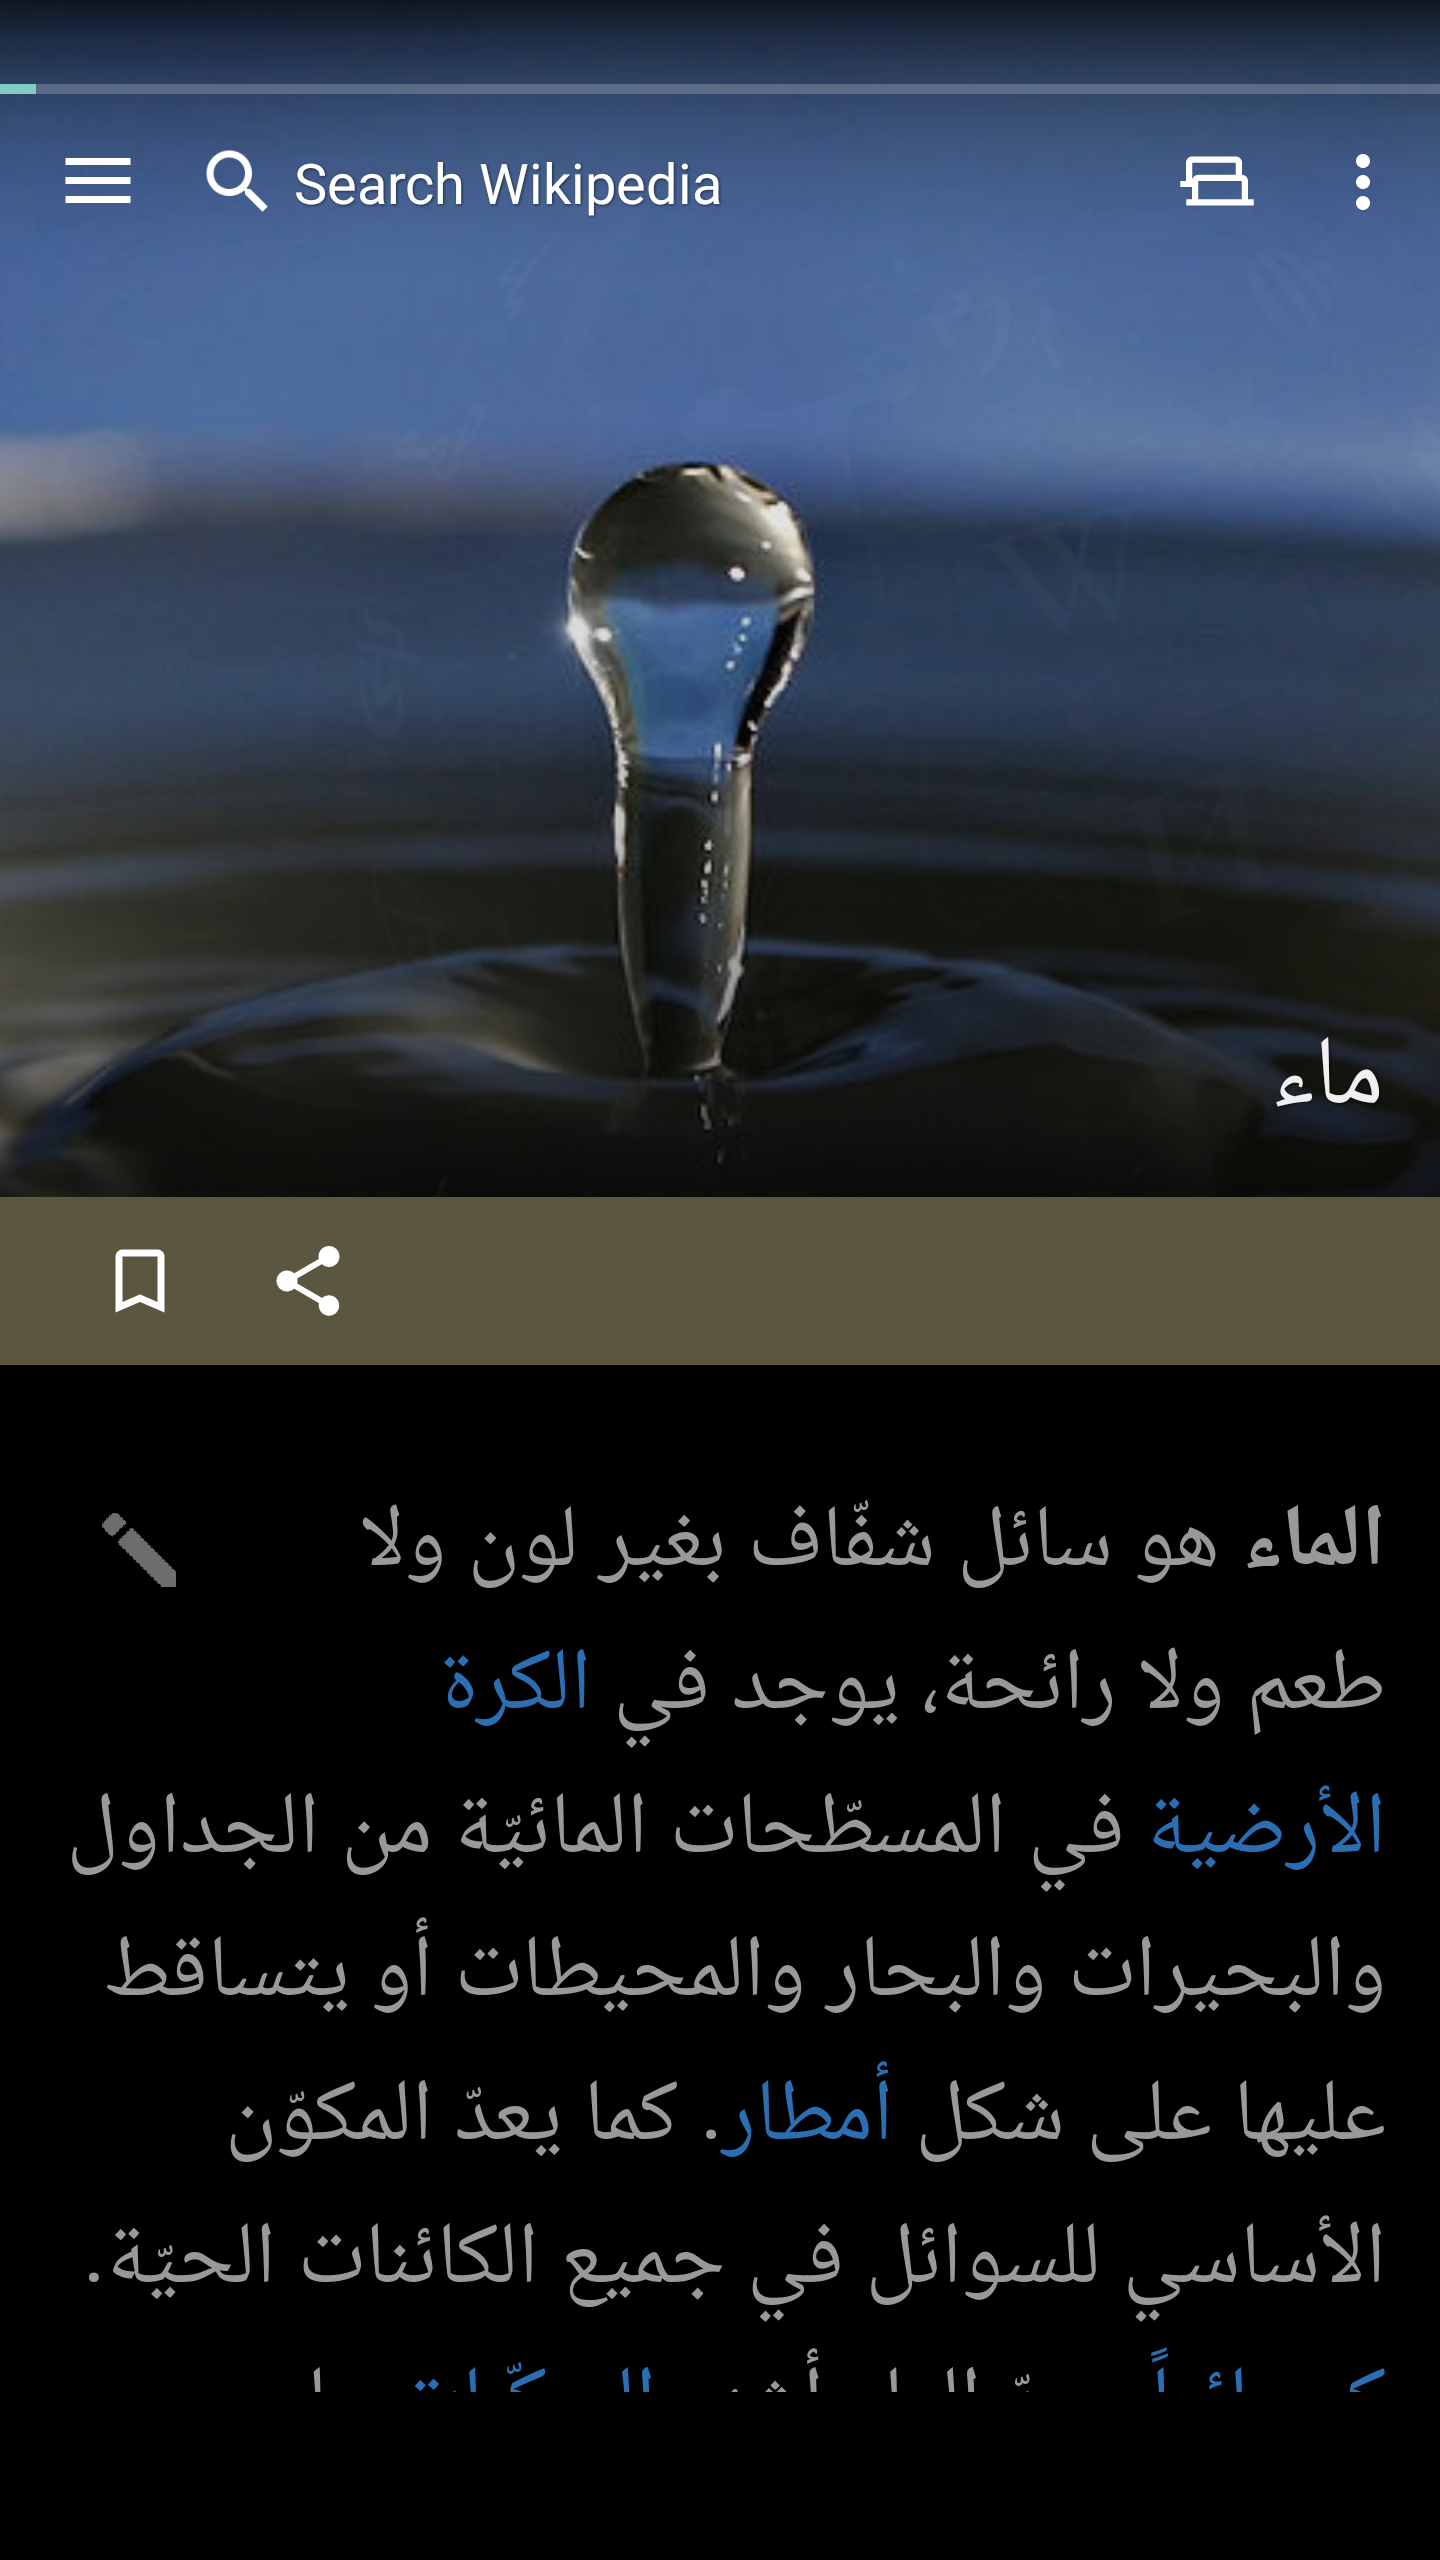 Search Wikipedia
ماء
الماء هو سائل شفّاف بغير لون ولا
طعم ولا رائحة، يوجد في الكرة
الأرضية في المسطّحات المائيّة من الجداول
والبحيرات والبحار والمحيطات أو يتساقط
عليها على شكل أمطار. كما يعدّ المكوّن
الأساسي للسوائل في جميع الكائنات الحيّة.